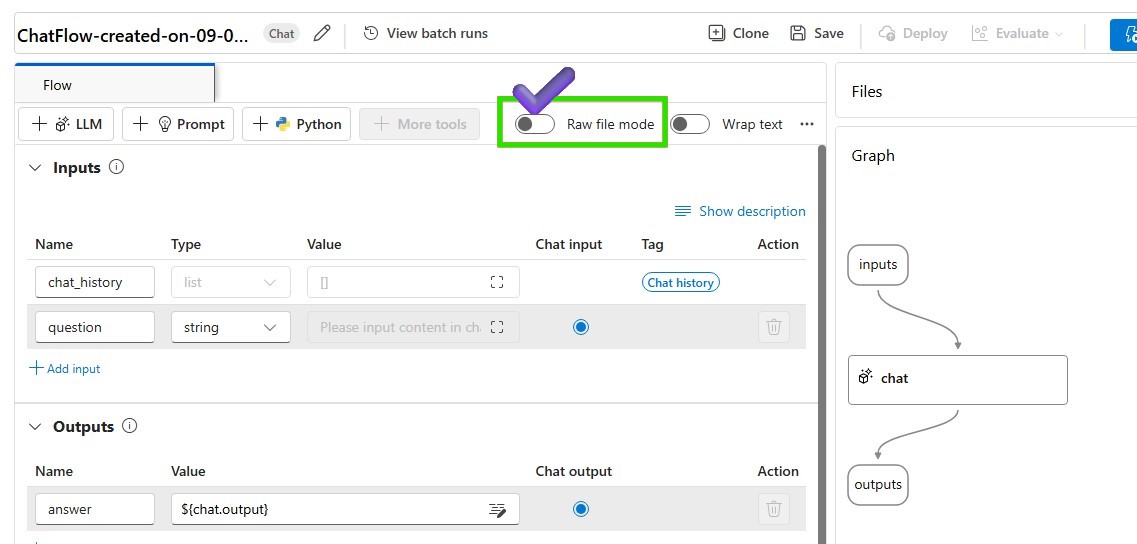 ChatFlow-created-on-09-0... Chat View batch runs Clone Save Deploy Evaluate
Flow
LLM Prompt Python More tools Raw file mode Wrap text ...
Inputs
Show description
Name Type Value Chat input Tag Action
chat_history list [] Chat history
question string Please input content in
Add input
Outputs
Name Value Chat output Action
answer ${chat.output}
Files
Graph
inputs
chat
outputs